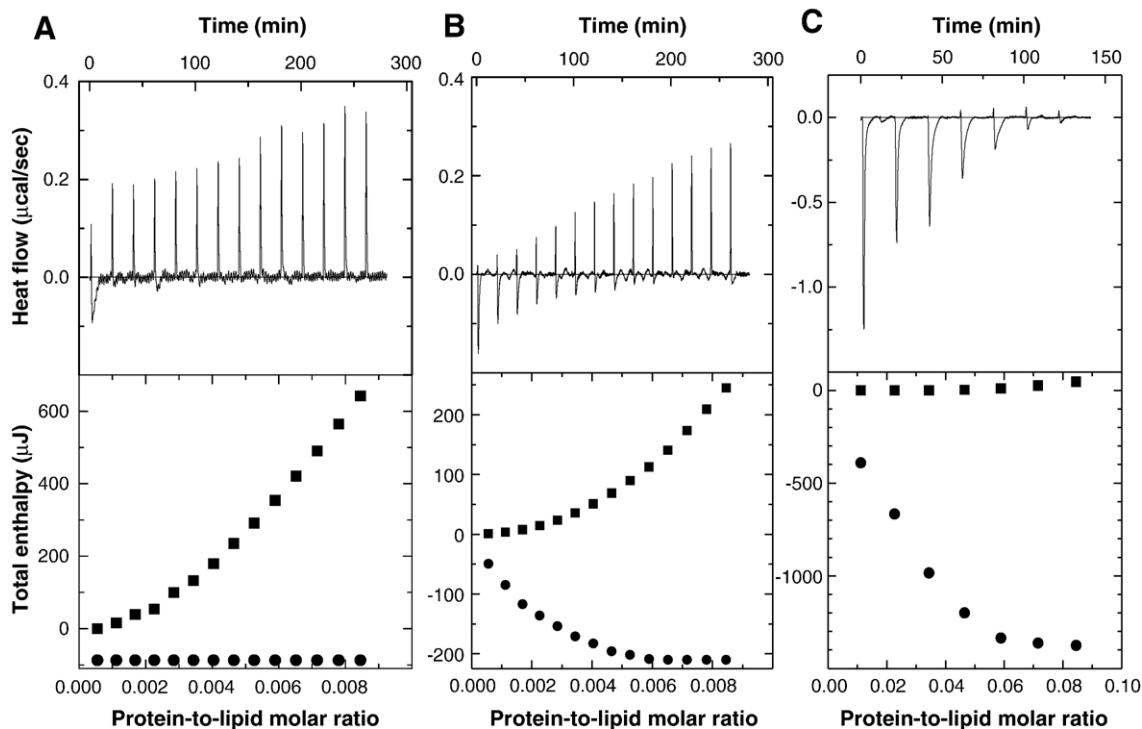 A
Time (min)
0 100 200 300
0.4
0.2
0.0
Heat flow (μcal/sec)
600
400
200
0
Total enthalpy (μJ)
0.000 0.002 0.004 0.006 0.008
Protein-to-lipid molar ratio
B
Time (min)
0 100 200 300
0.4
0.2
0.0
200
100
0
-100
-200
0.000 0.002 0.004 0.006 0.008
Protein-to-lipid molar ratio
C
Time (min)
0 50 100 150
0.0
-0.5
-1.0
0
-500
-1000
0.00 0.02 0.04 0.06 0.08 0.10
Protein-to-lipid molar ratio